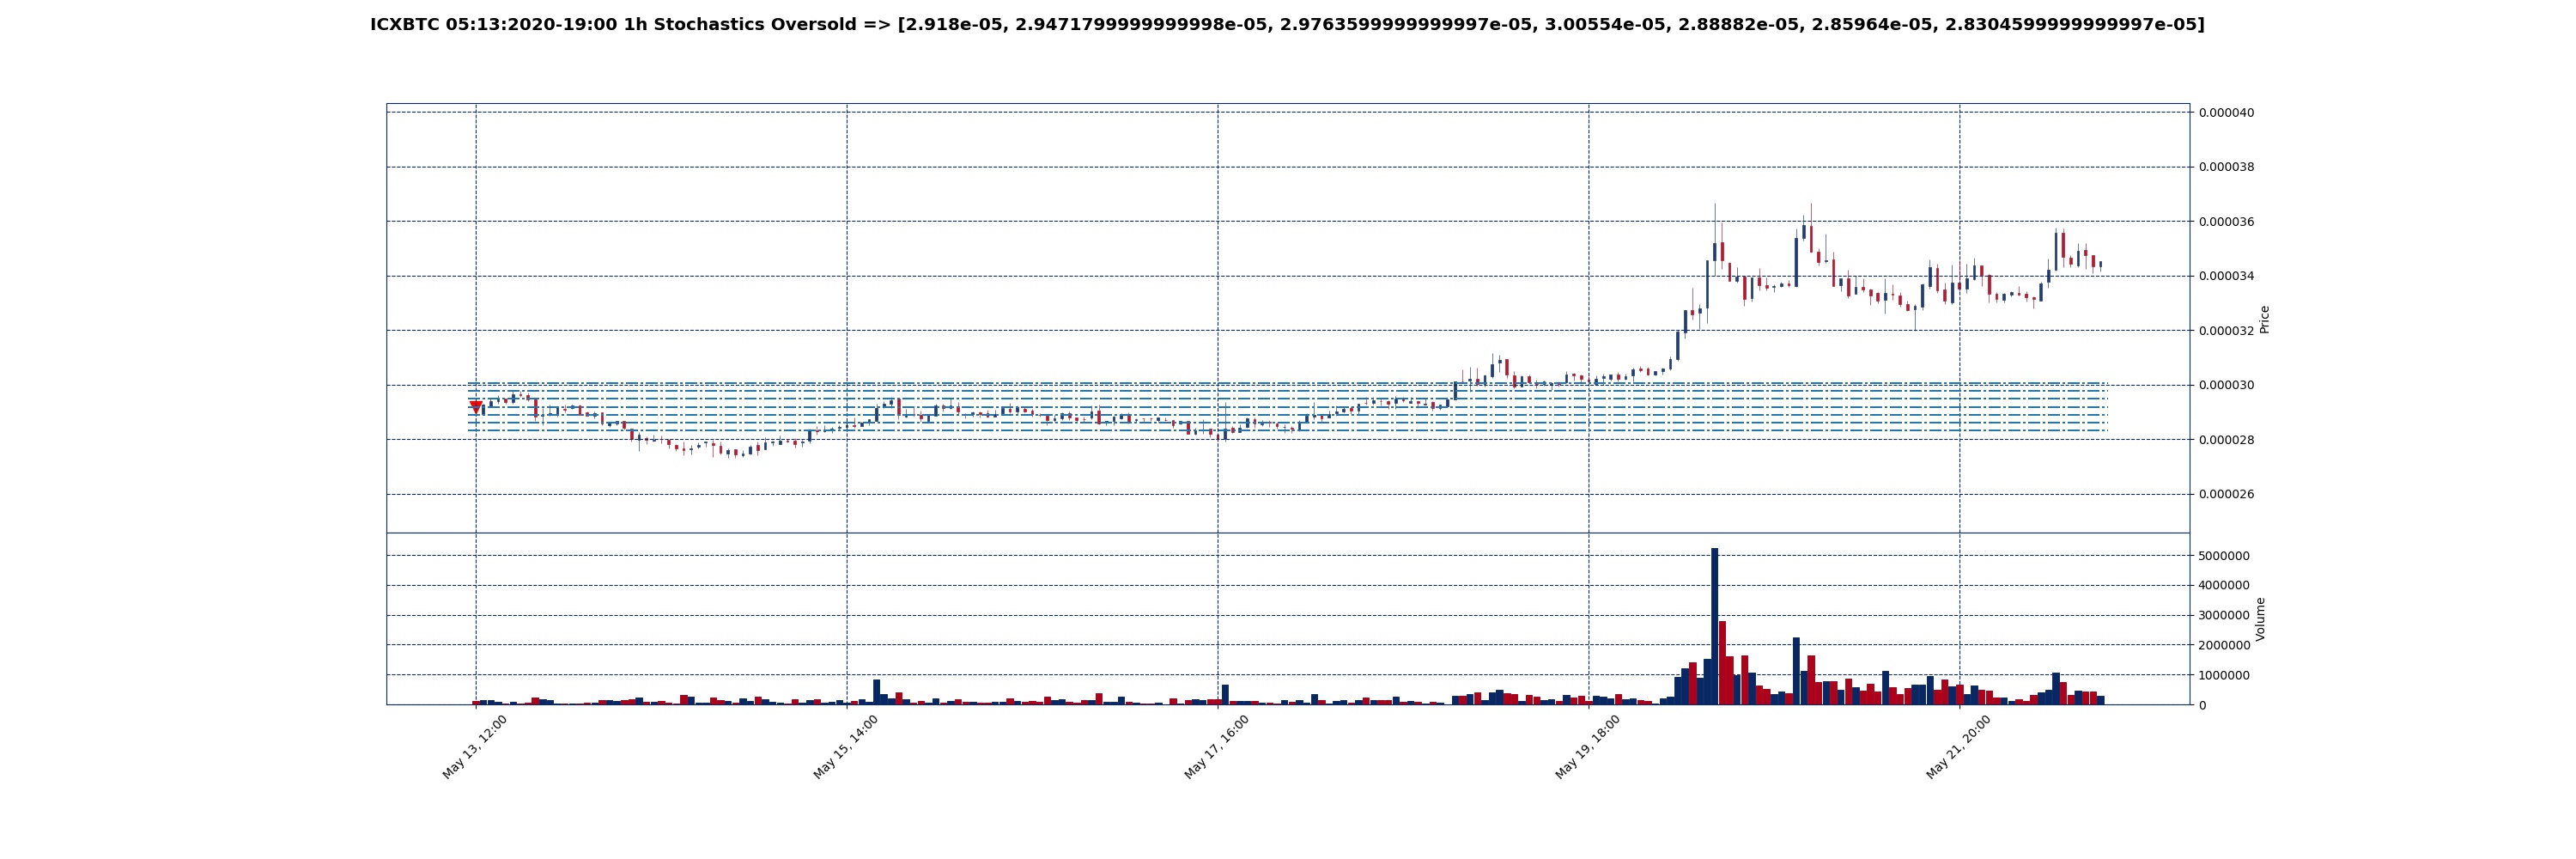 ICXBTC 05:13:2020-19:00 1h Stochastics Oversold => [2.918e-05, 2.9471799999999998e-05, 2.9763599999999997e-05, 3.00554e-05, 2.88882e-05, 2.85964e-05, 2.8304599999999997e-05]
0.000040
0.000038
0.000036
0.000034
0.000032
0.000030
0.000028
0.000026
Price
5000000
4000000
3000000
2000000
1000000
0
Volume
May 13, 12:00
May 15, 14:00
May 17, 16:00
May 19, 18:00
May 21, 20:00